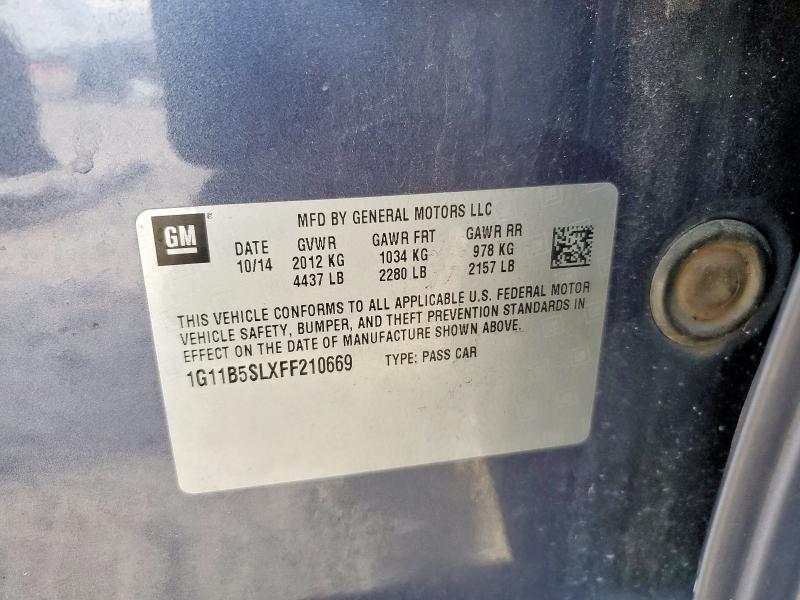 GM
MFD BY GENERAL MOTORS LLC
DATE GVWR GAWR FRT GAWR RR
10/14 2012 KG 1034 KG 978 KG
4437 LB 2280 LB 2157 LB
THIS VEHICLE CONFORMS TO ALL APPLICABLE U.S. FEDERAL MOTOR
VEHICLE SAFETY, BUMPER, AND THEFT PREVENTION STANDARDS IN
EFFECT ON THE DATE OF MANUFACTURE SHOWN ABOVE.
1G11B5SLXFF210669 TYPE: PASS CAR